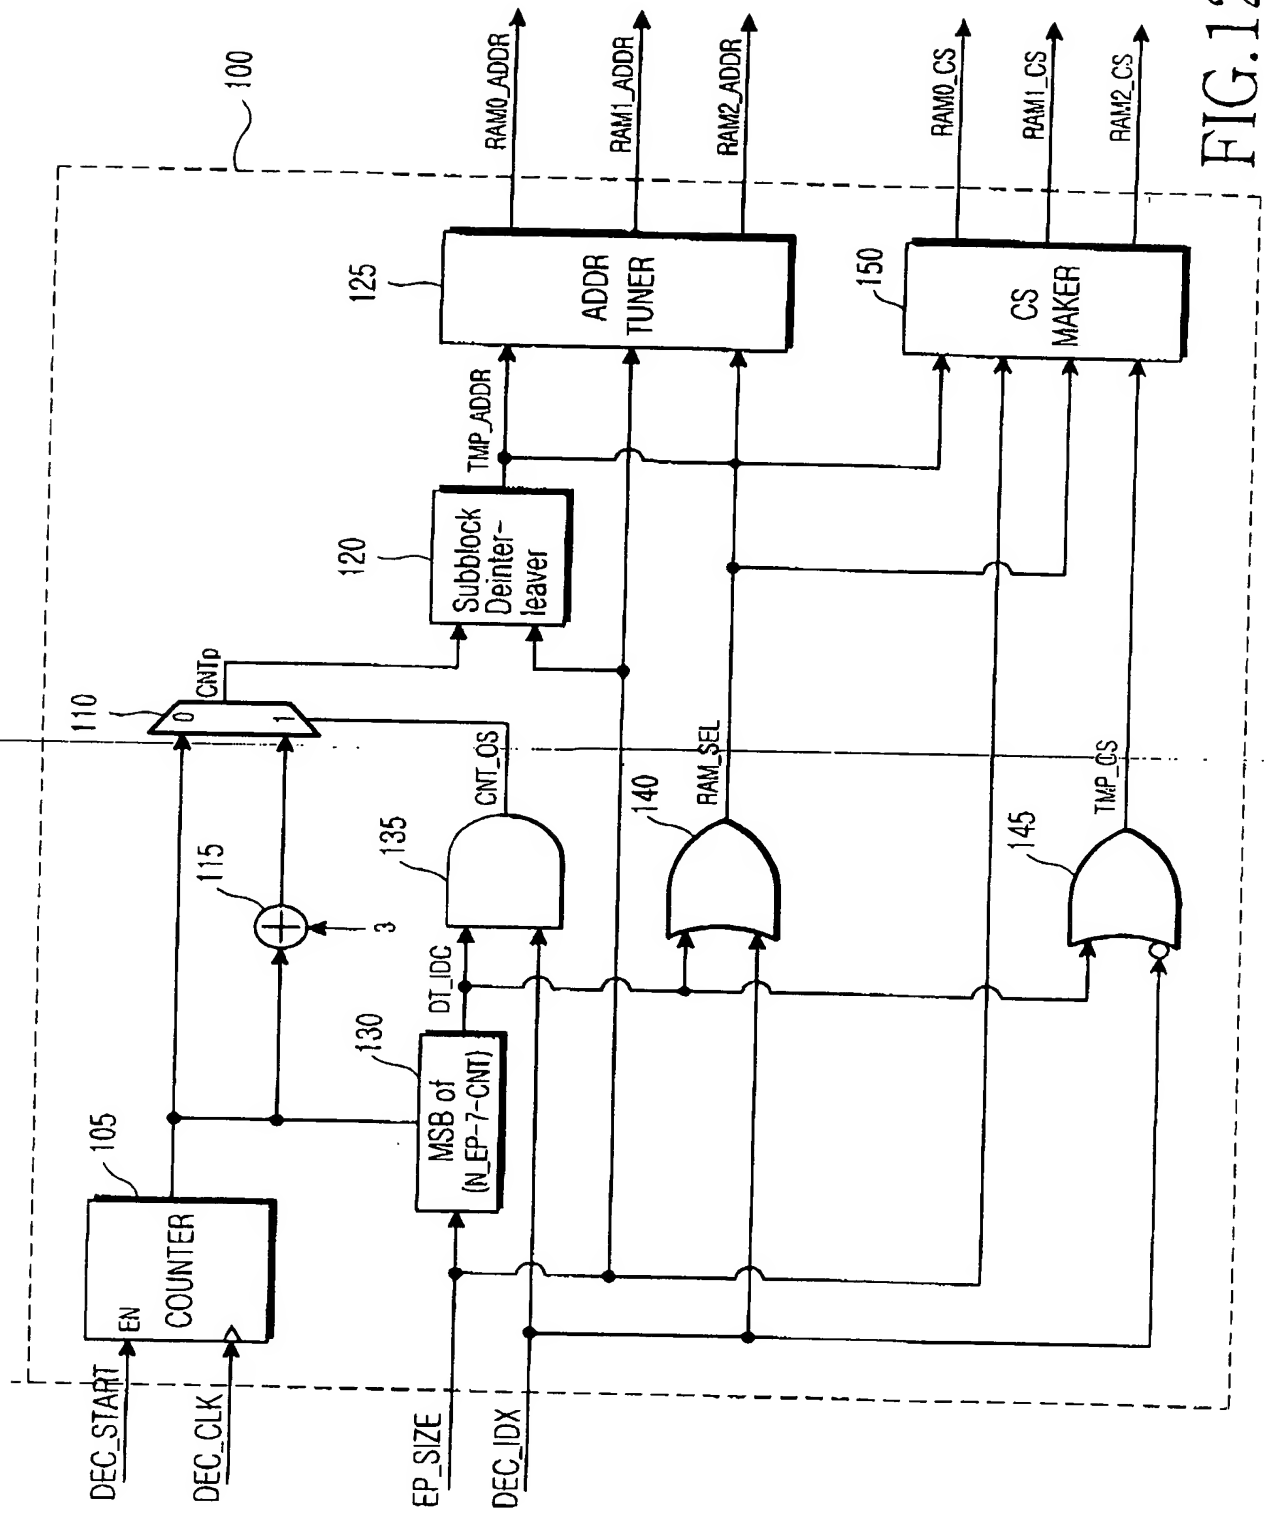 100
DEC_START
DEC_CLK
EP_SIZE
DEC_IDX
105
EN
COUNTER
115
3
110
0
1
CNTp
130
MSB of
(N_EP-7-CNT)
DT_IDC
135
CNT_OS
120
Subblock
Deinter-
leaver
TMP_ADDR
125
ADDR
TUNER
RAM0_ADDR
RAM1_ADDR
RAM2_ADDR
140
RAM_SEL
145
TMP_CS
150
CS
MAKER
RAM0_CS
RAM1_CS
RAM2_CS
FIG.12